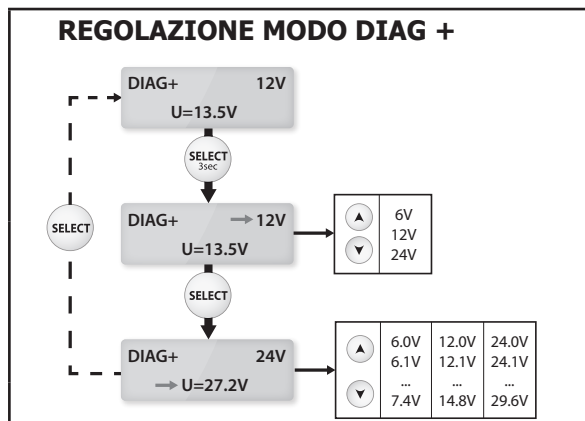 REGOLAZIONE MODO DIAG +
DIAG+ 12V
U=13.5V
SELECT
3sec
DIAG+ 12V
U=13.5V
6V
12V
24V
SELECT
SELECT
DIAG+ 24V
U=27.2V
6.0V 12.0V 24.0V
6.1V 12.1V 24.1V
... ... ...
7.4V 14.8V 29.6V